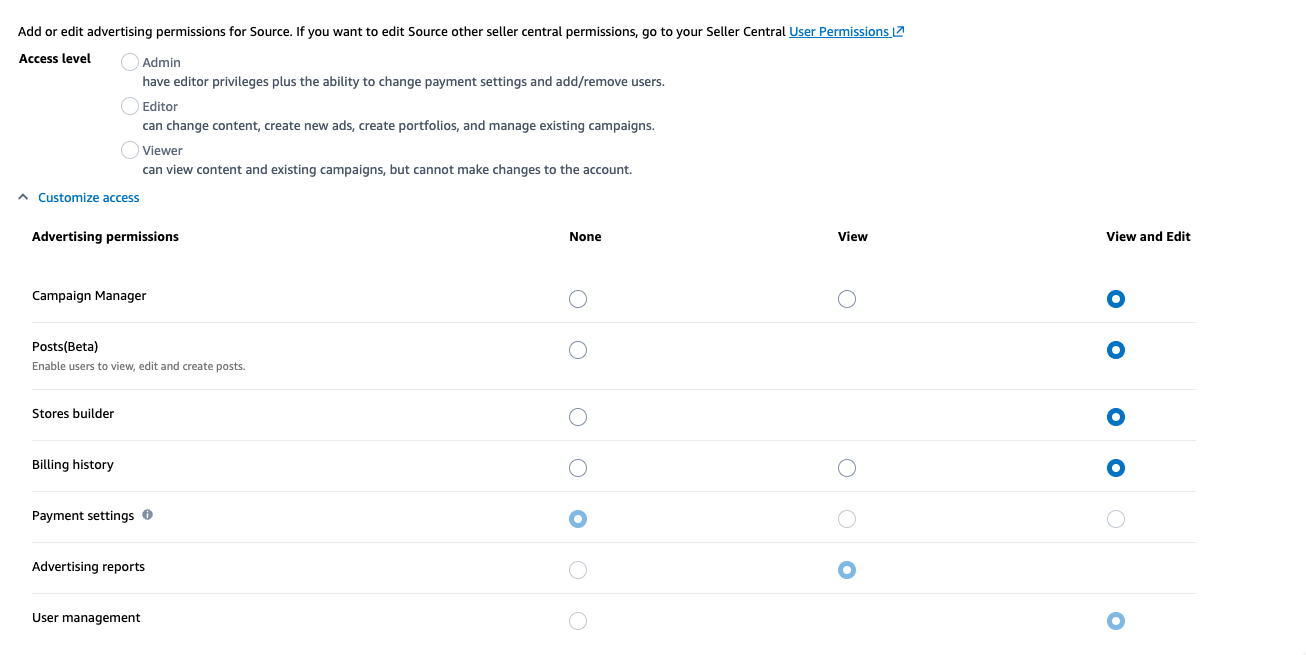 Add or edit advertising permissions for Source. If you want to edit Source other seller central permissions, go to your Seller Central User Permissions
Access level
Admin
have editor privileges plus the ability to change payment settings and add/remove users.
Editor
can change content, create new ads, create portfolios, and manage existing campaigns.
Viewer
can view content and existing campaigns, but cannot make changes to the account.
Customize access
Advertising permissions None View View and Edit
Campaign Manager
Posts(Beta)
Enable users to view, edit and create posts.
Stores builder
Billing history
Payment settings
Advertising reports
User management